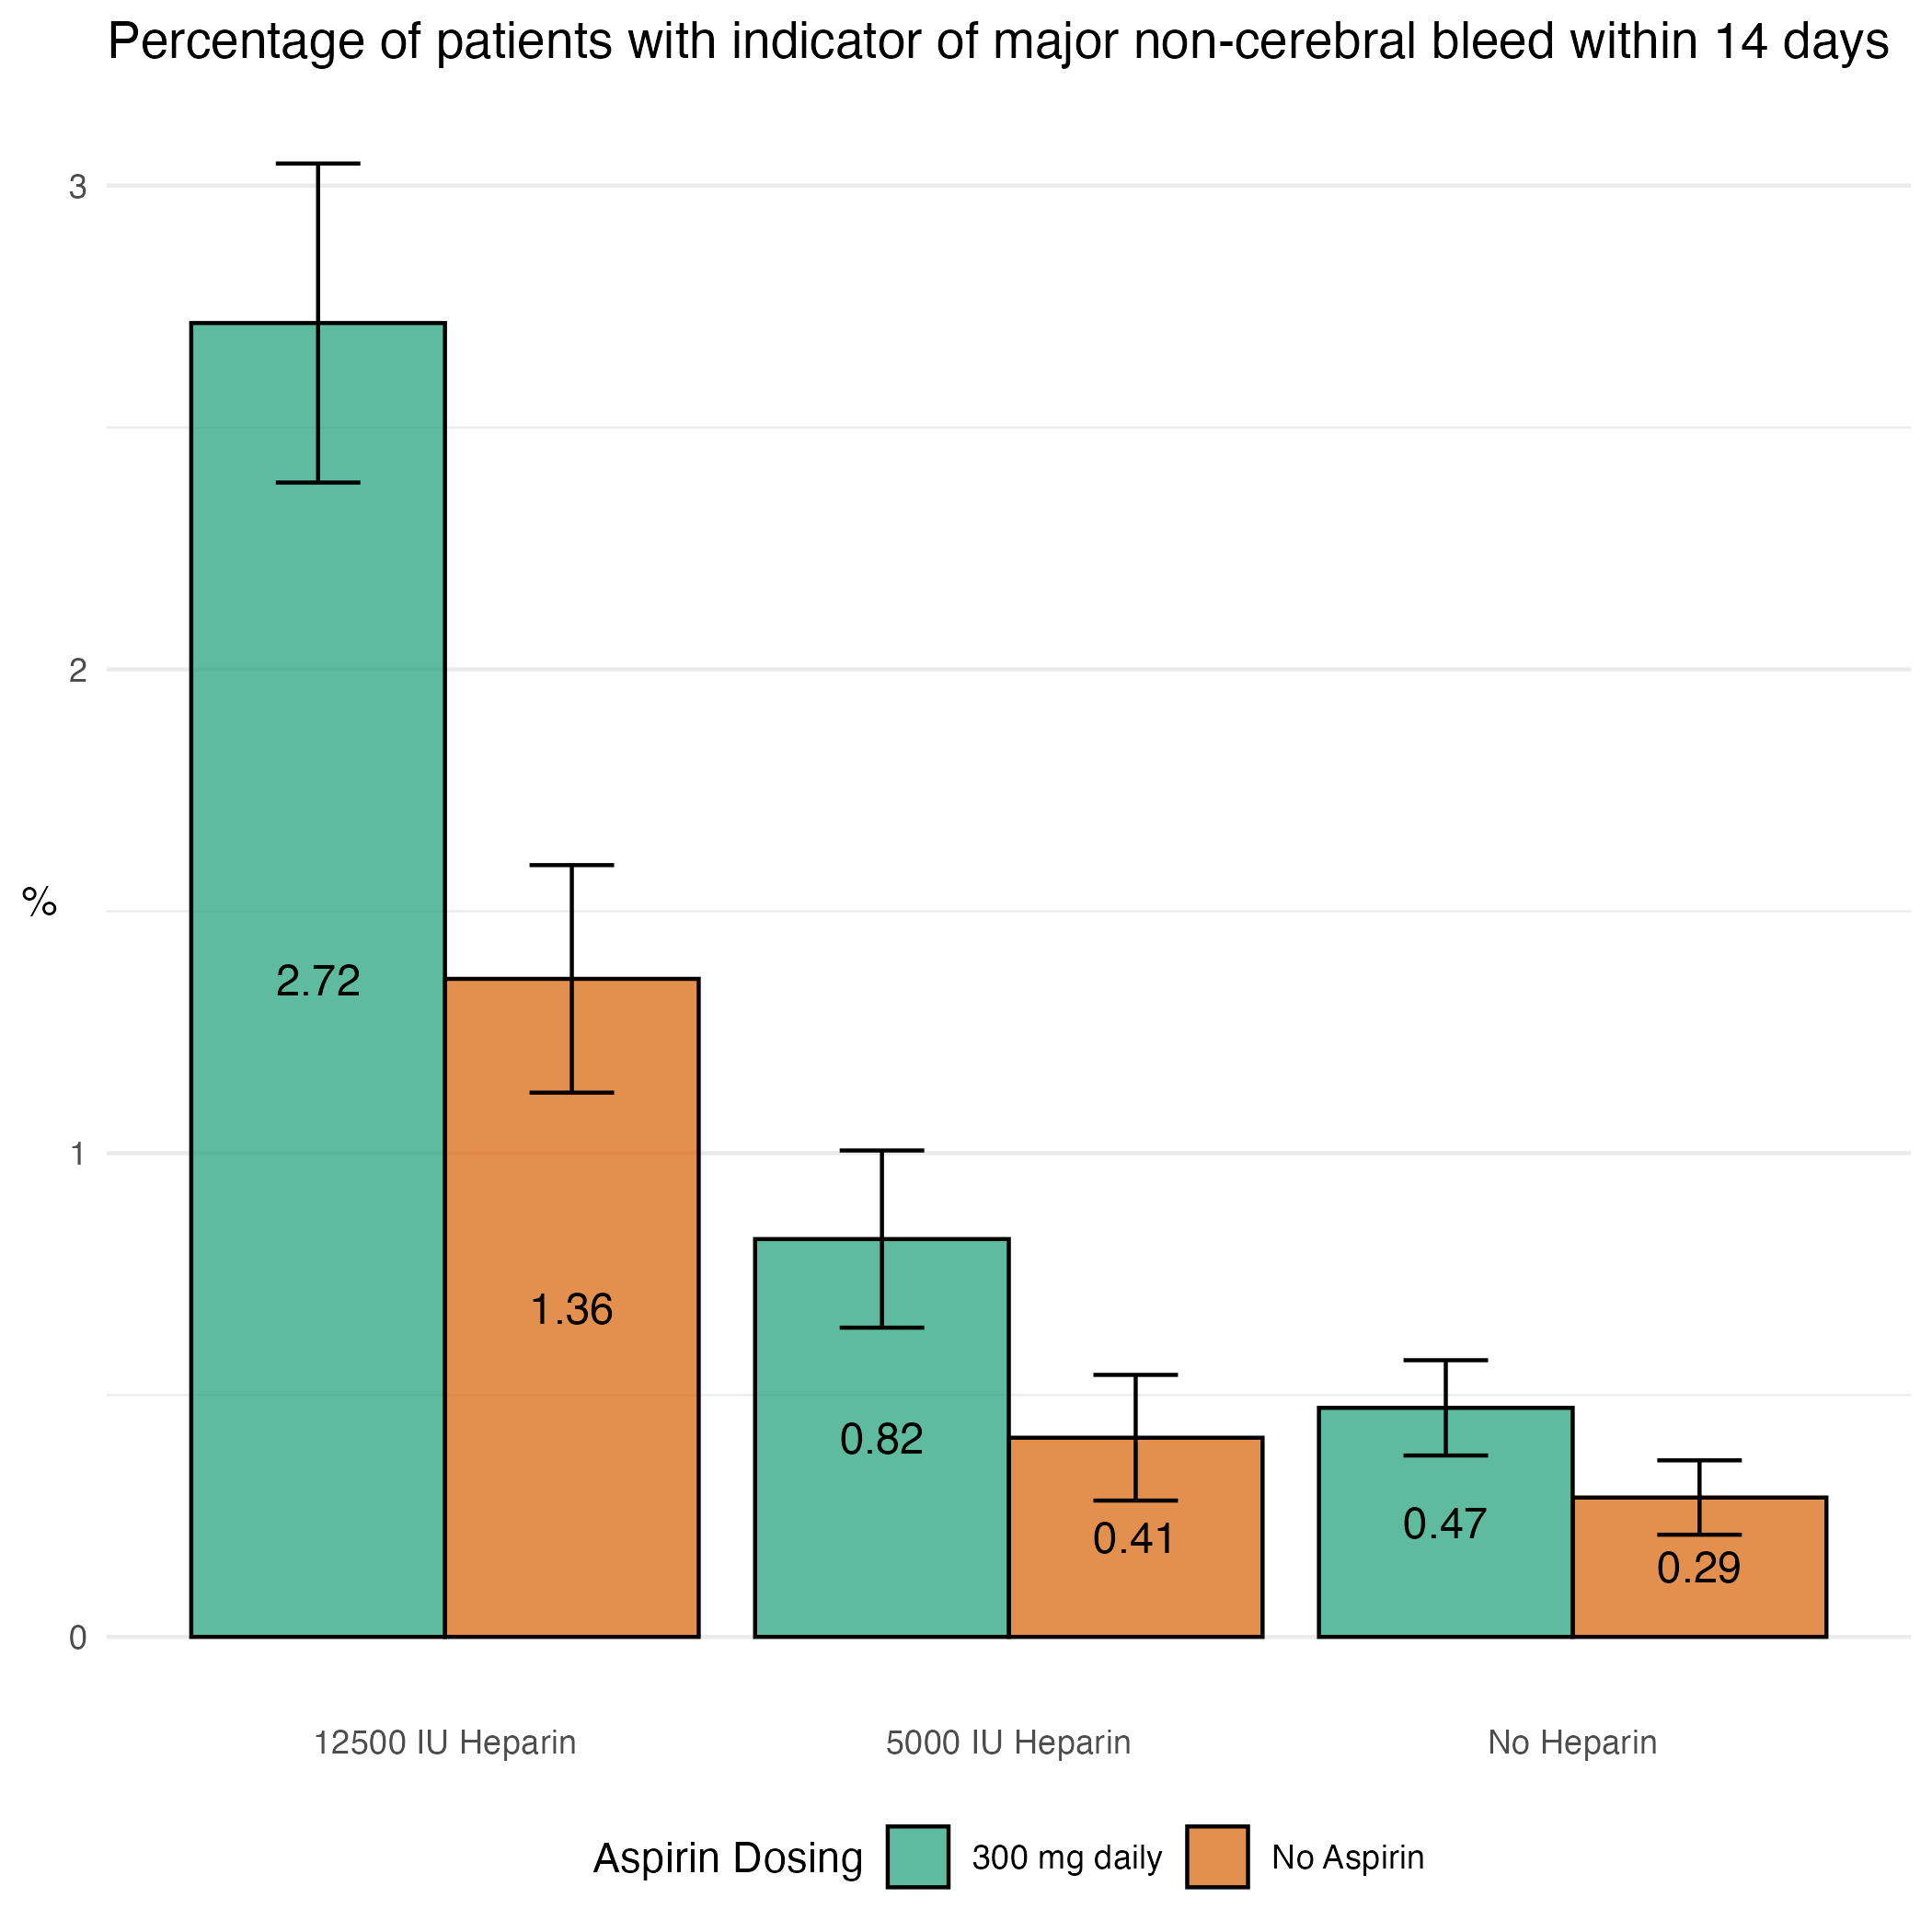 Percentage of patients with indicator of major non-cerebral bleed within 14 days
3
2
%
1
0
2.72
1.36
0.82
0.41
0.47
0.29
12500 IU Heparin
5000 IU Heparin
No Heparin
Aspirin Dosing
300 mg daily
No Aspirin